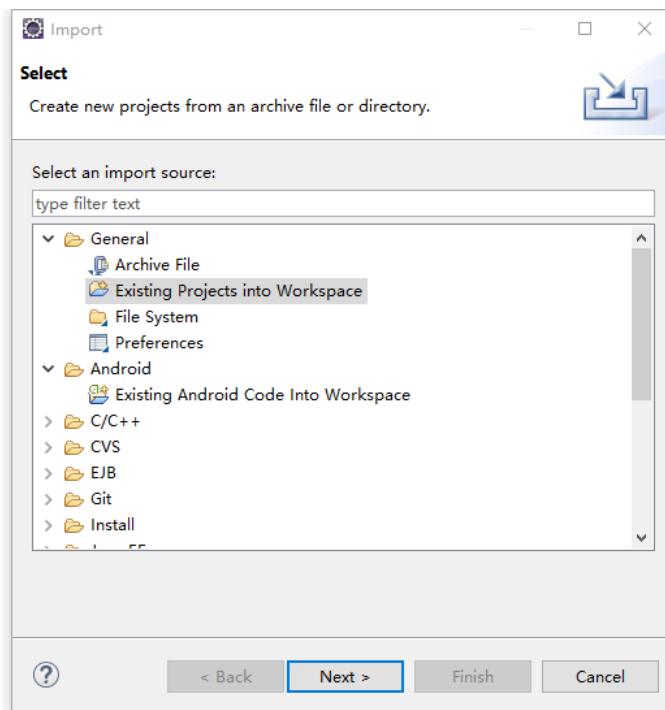 Import
Select
Create new projects from an archive file or directory.
Select an import source:
type filter text
General
Archive File
Existing Projects into Workspace
File System
Preferences
Android
Existing Android Code Into Workspace
C/C++
CVS
EJB
Git
Install
< Back Next > Finish Cancel